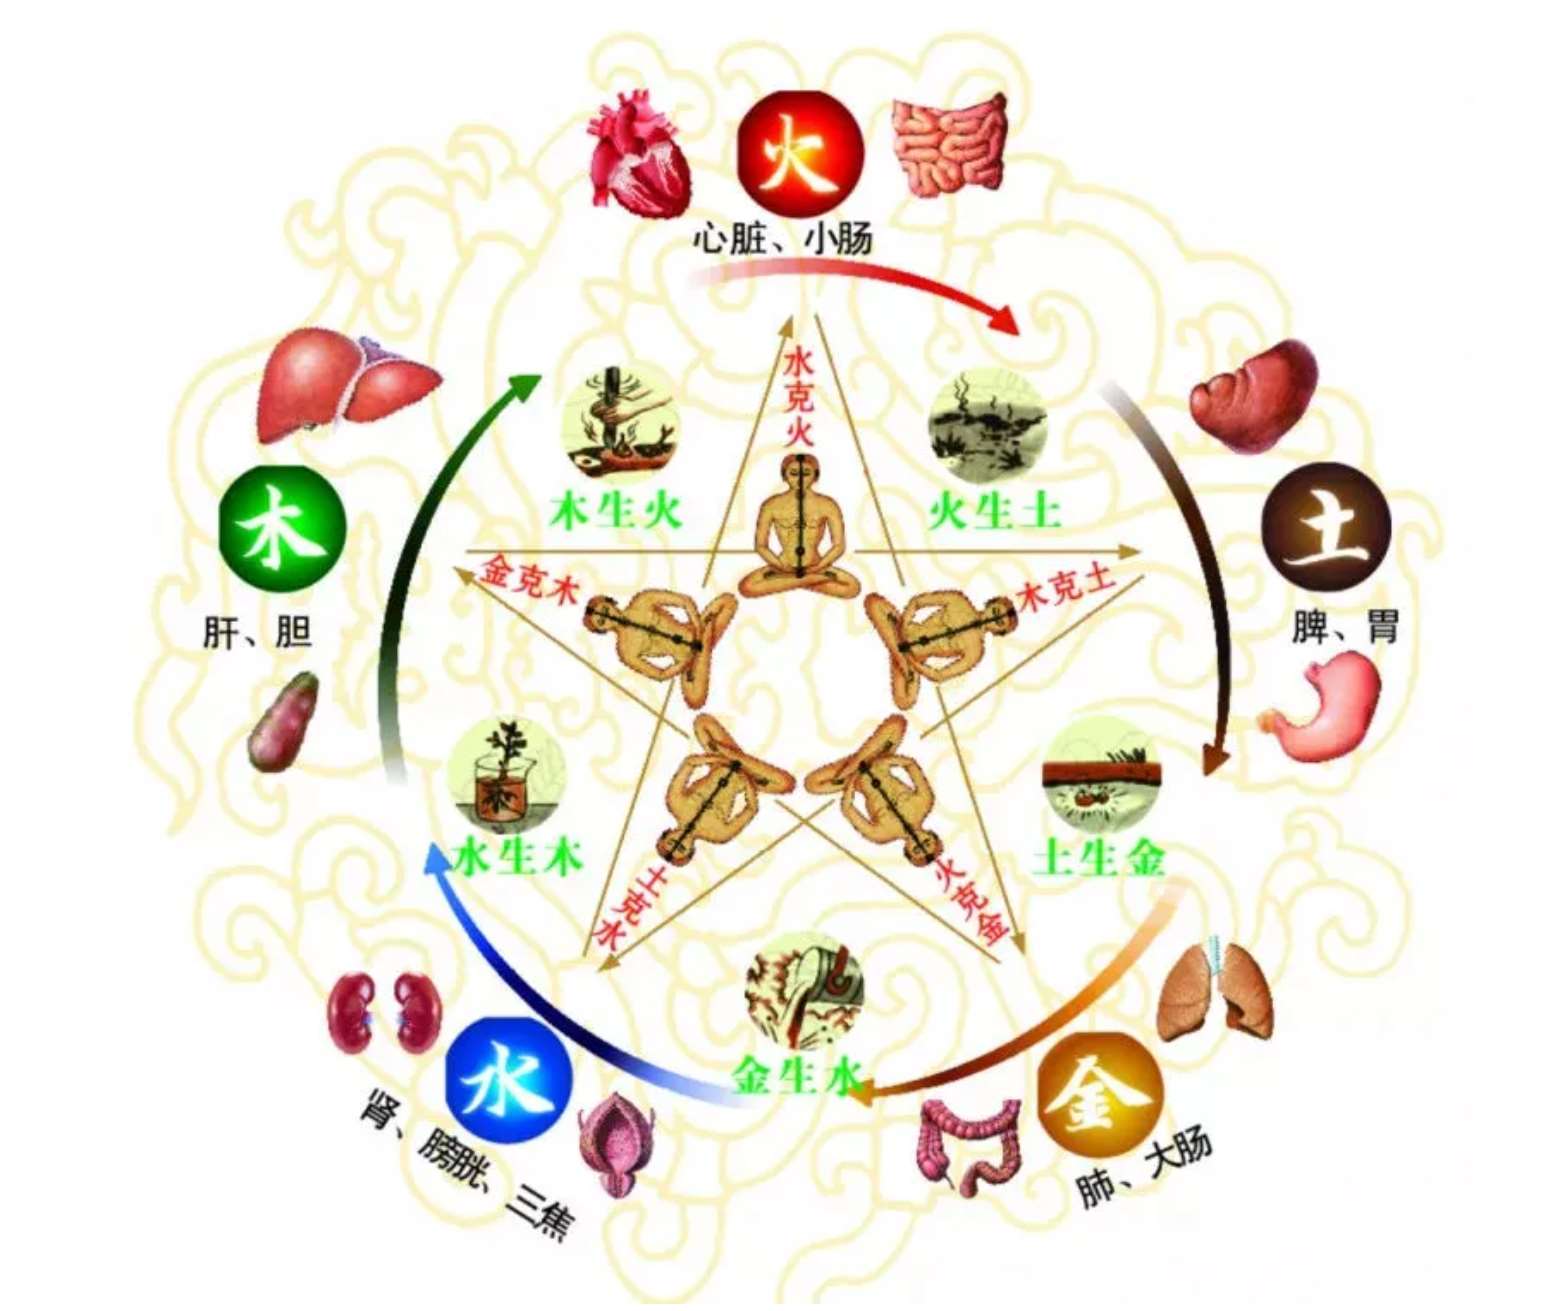 火
心脏、小肠
水克火
木生火
火生土
木
土
金克木
木克土
肝、胆
脾、胃
水生木
土生金
土克水
火克金
金生水
水
金
肾、膀胱、三焦
肺、大肠